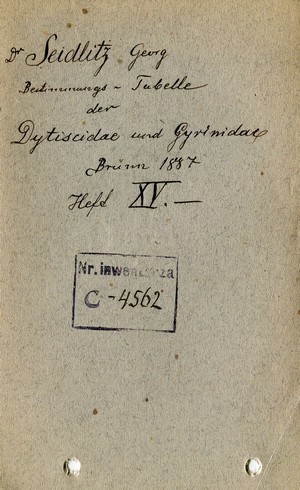 Dr Seidlitz Georg
Bestimmungs - Tabelle
der
Dytiscidae und Gyrinidae
Brünn 1887
Heft XV. —
Nr. inwentarza
C - 4562